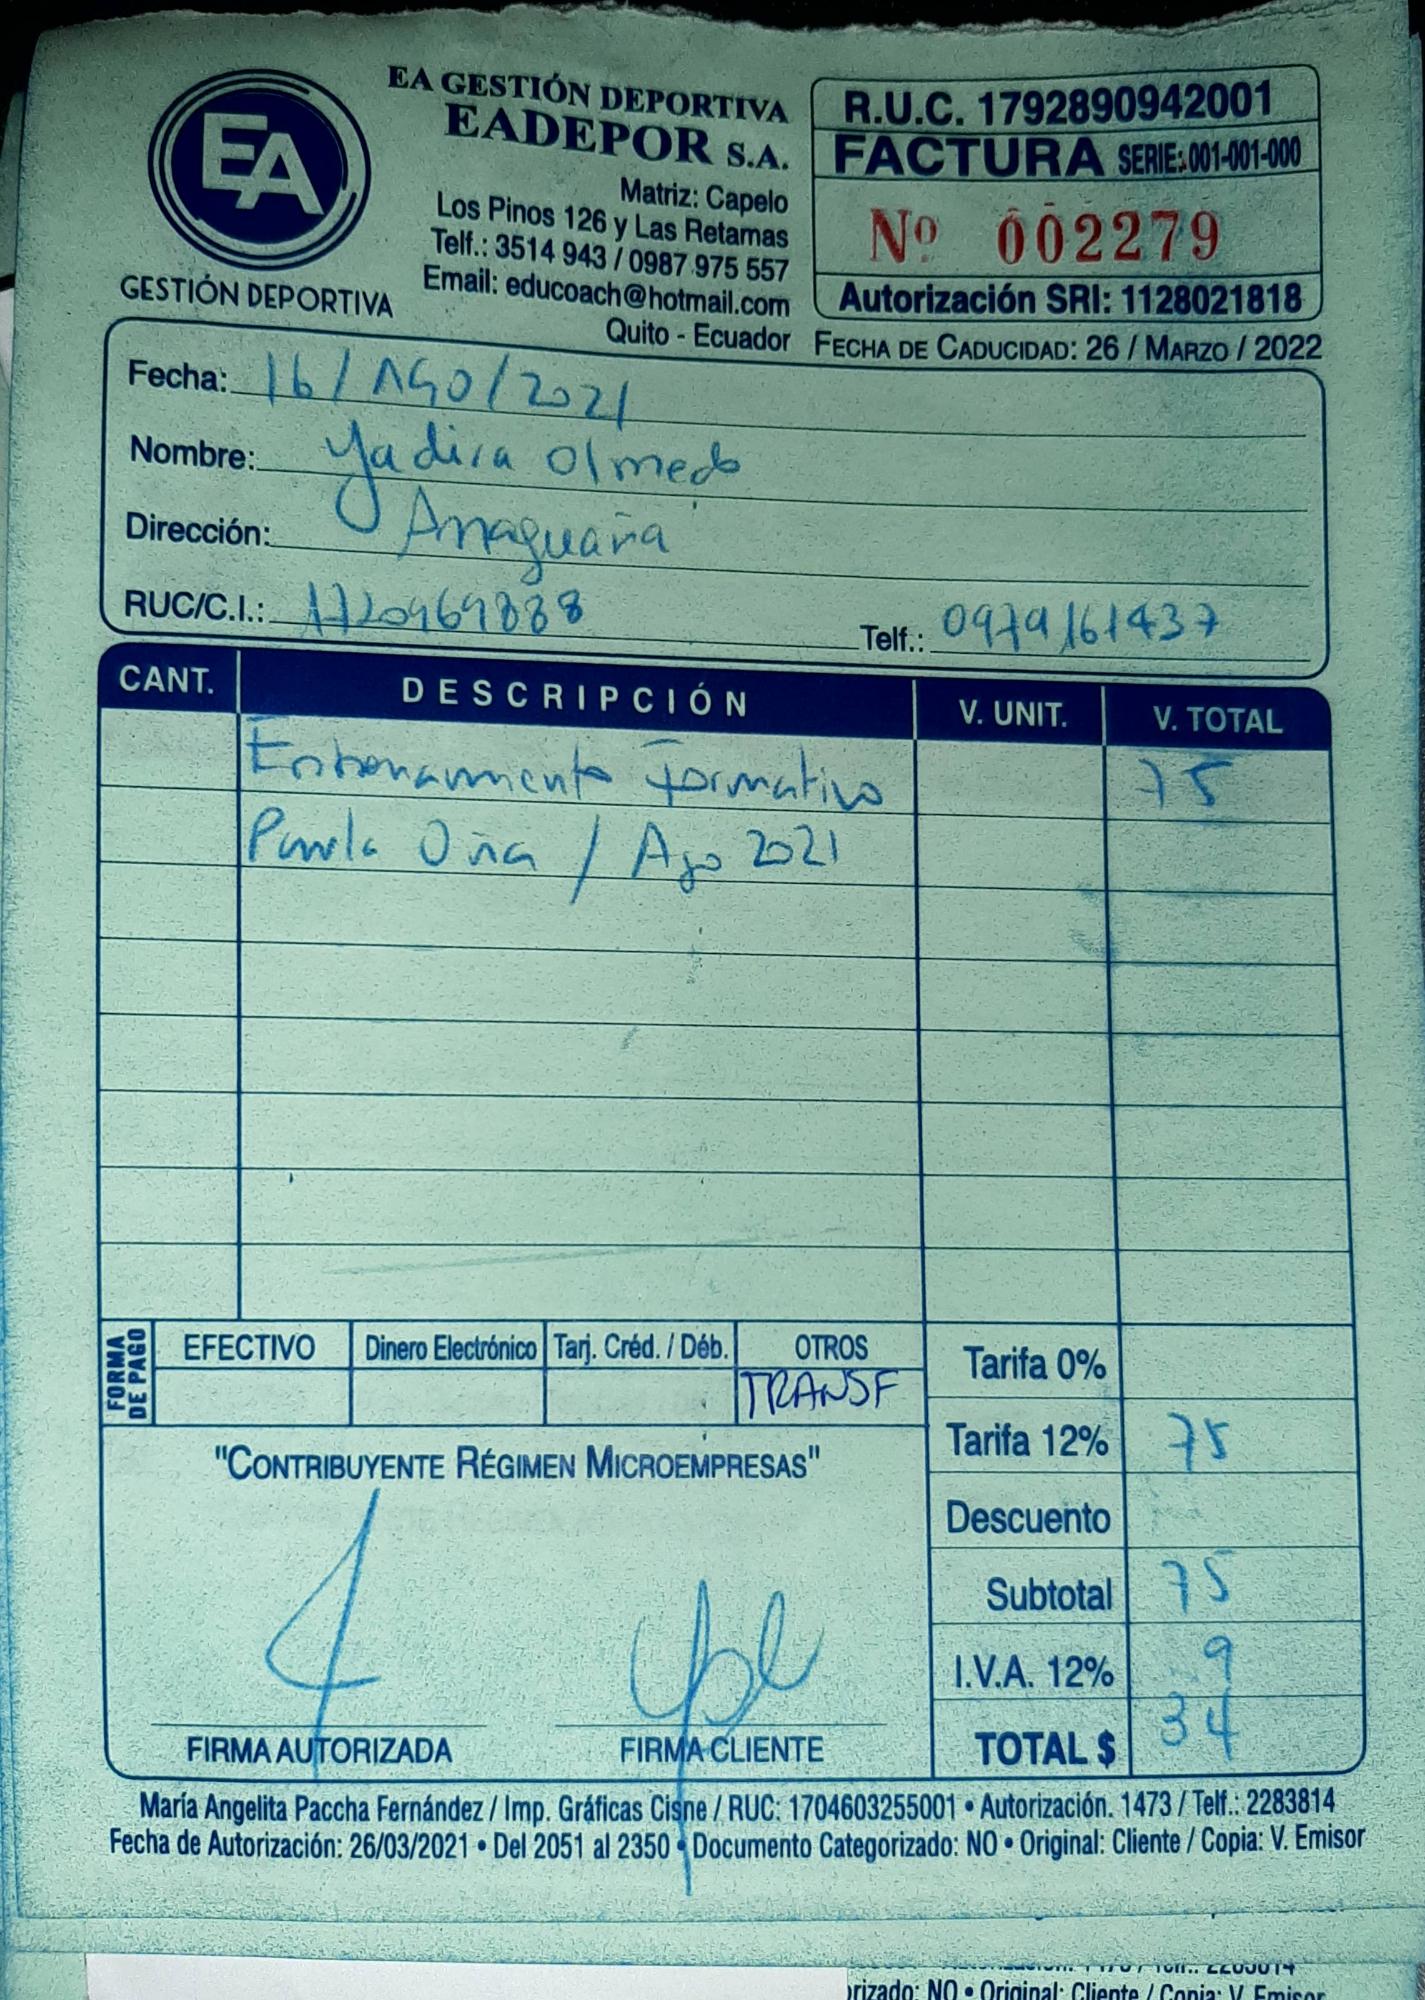 EA
GESTIÓN DEPORTIVA
EA GESTIÓN DEPORTIVA
EADEPOR S.A.
Matriz: Capelo
Los Pinos 126 y Las Retamas
Telf.: 3514 943 / 0987 975 557
Email: educoach@hotmail.com
Quito - Ecuador
R.U.C. 1792890942001
FACTURA SERIE: 001-001-000
Nº 002279
Autorización SRI: 1128021818
FECHA DE CADUCIDAD: 26 / MARZO / 2022
Fecha: 16 / AGO / 2021
Nombre: Yadira Olmedo
Dirección:
RUC/C.I.: 1720969888 Telf.: 0979161437
CANT. DESCRIPCIÓN V. UNIT. V. TOTAL
Entrenamiento Formativo 75
Paula Oña / Ago 2021
FORMA DE PAGO EFECTIVO Dinero Electrónico Tarj. Créd. / Déb. OTROS
TRANSF
Tarifa 0%
Tarifa 12% 75
Descuento
Subtotal 75
I.V.A. 12% 9
TOTAL $ 34
"CONTRIBUYENTE RÉGIMEN MICROEMPRESAS"
FIRMA AUTORIZADA FIRMA CLIENTE
María Angelita Paccha Fernández / Imp. Gráficas Cisne / RUC: 1704603255001 • Autorización. 1473 / Telf.: 2283814
Fecha de Autorización: 26/03/2021 • Del 2051 al 2350 • Documento Categorizado: NO • Original: Cliente / Copia: V. Emisor
NO • Original: Cliente / Copia: V. Emisor